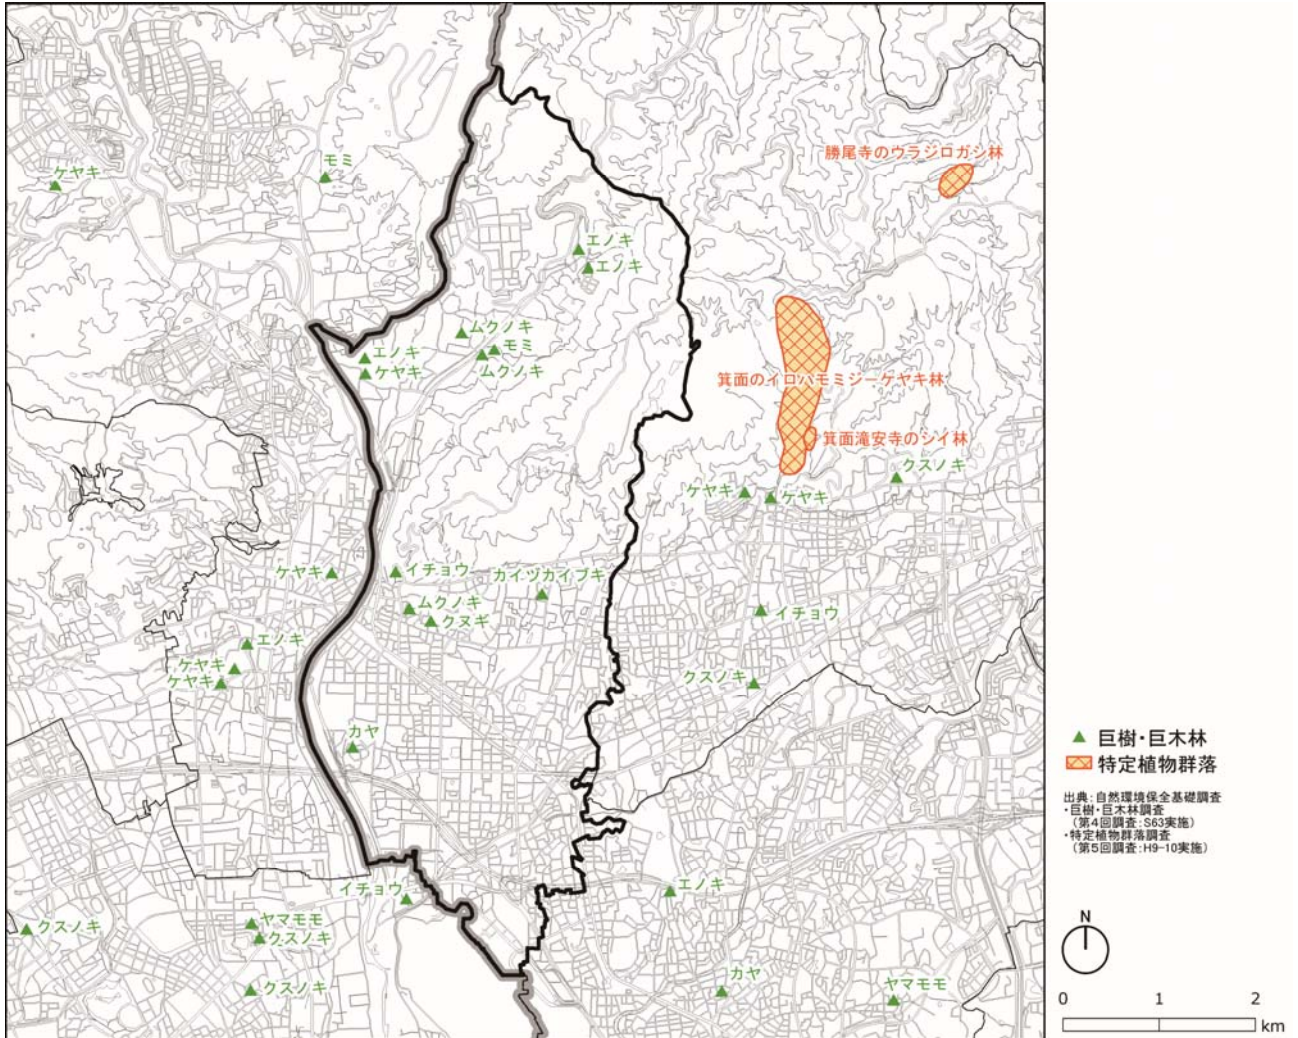 勝尾寺のウラジロガシ林
モミ
ケヤキ
エノキ
エノキ
ムクノキ
モミ
ムクノキ
エノキ
ケヤキ
箕面のイロハモミジーケヤキ林
箕面滝安寺のシイ林
クスノキ
ケヤキ
ケヤキ
ケヤキ
イチョウ
カイヅカイブキ
ムクノキ
クヌギ
イチョウ
エノキ
ケヤキ
ケヤキ
クスノキ
カヤ
イチョウ
エノキ
クスノキ
ヤマモモ
クスノキ
クスノキ
カヤ
ヤマモモ
巨樹・巨木林
特定植物群落
出典:自然環境保全基礎調査
・巨樹・巨木林調査
(第4回調査:S63実施)
・特定植物群落調査
(第5回調査:H9-10実施)
N
0 1 2
km